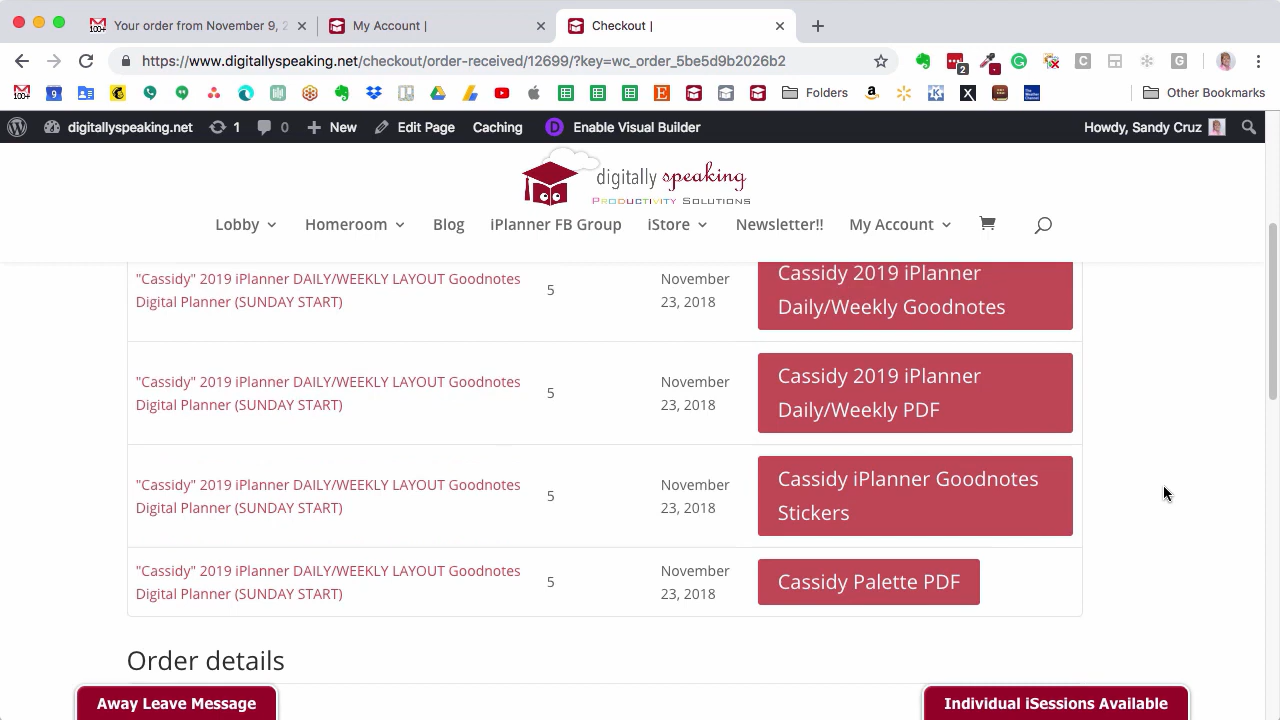 Your order from November 9, 2
My Account |
Checkout |
https://www.digitallyspeaking.net/checkout/order-received/12699/?key=wc_order_5be5d9b2026b2
Folders
Other Bookmarks
digitallyspeaking.net
1
0
New
Edit Page
Caching
Enable Visual Builder
Howdy, Sandy Cruz
digitally speaking
PRODUCTIVITY SOLUTIONS
Lobby
Homeroom
Blog
iPlanner FB Group
iStore
Newsletter!!
My Account
"Cassidy" 2019 iPlanner DAILY/WEEKLY LAYOUT Goodnotes
Digital Planner (SUNDAY START)
5
November
23, 2018
Cassidy 2019 iPlanner
Daily/Weekly Goodnotes
"Cassidy" 2019 iPlanner DAILY/WEEKLY LAYOUT Goodnotes
Digital Planner (SUNDAY START)
5
November
23, 2018
Cassidy 2019 iPlanner
Daily/Weekly PDF
"Cassidy" 2019 iPlanner DAILY/WEEKLY LAYOUT Goodnotes
Digital Planner (SUNDAY START)
5
November
23, 2018
Cassidy iPlanner Goodnotes
Stickers
"Cassidy" 2019 iPlanner DAILY/WEEKLY LAYOUT Goodnotes
Digital Planner (SUNDAY START)
5
November
23, 2018
Cassidy Palette PDF
Order details
Away Leave Message
Individual iSessions Available